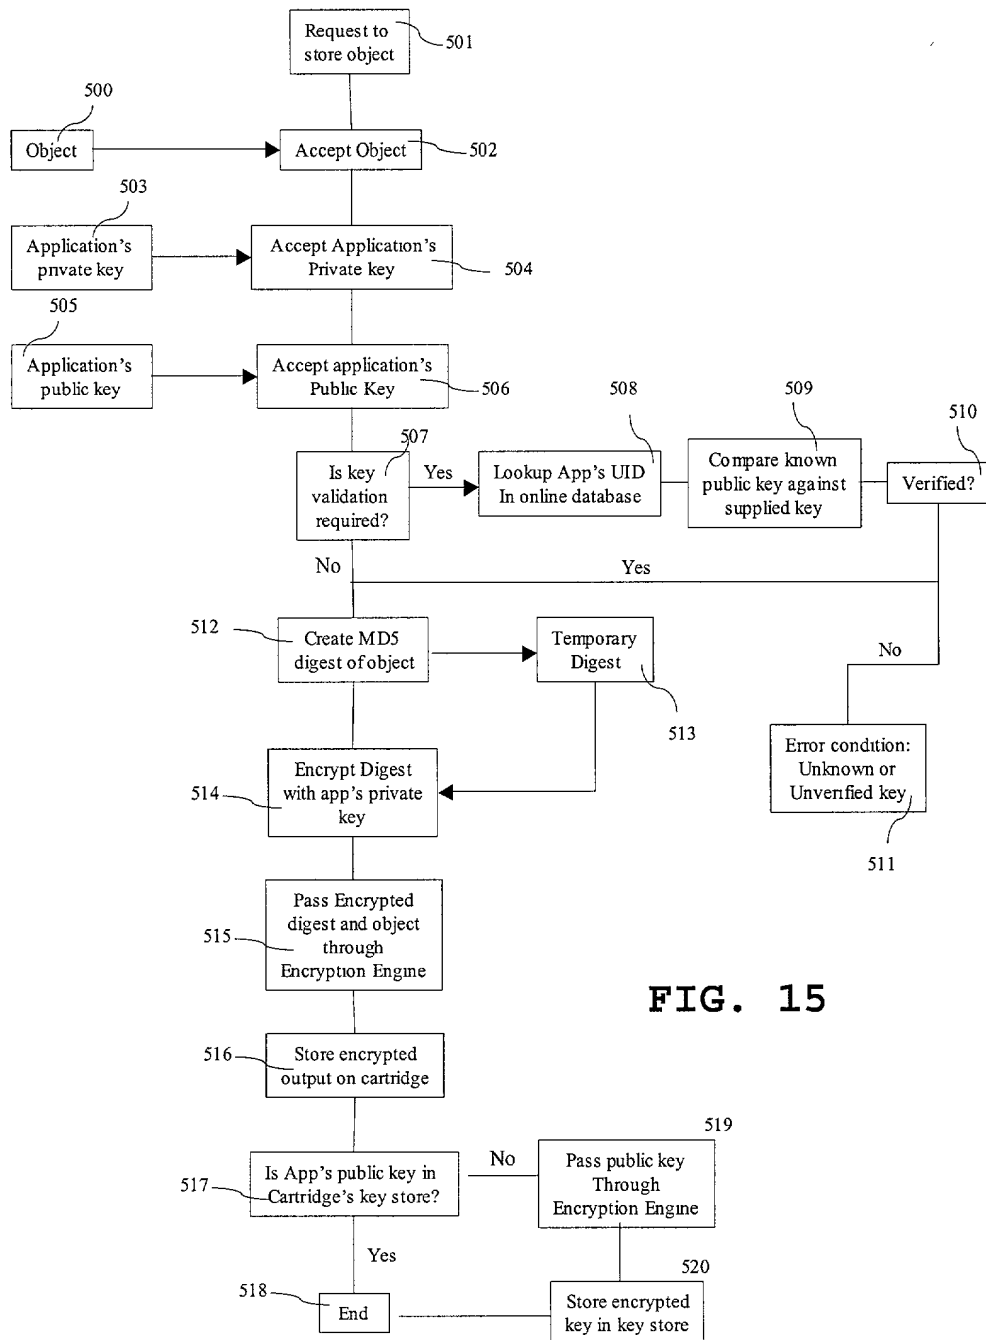 Request to
store object
501
500
Object
Accept Object
502
503
Application's
private key
Accept Application's
Private key
504
505
Application's
public key
Accept application's
Public Key
506
507
Is key
validation
required?
Yes
508
Lookup App's UID
In online database
509
Compare known
public key against
supplied key
510
Verified?
No
Yes
512
Create MD5
digest of object
Temporary
Digest
513
No
514
Encrypt Digest
with app's private
key
Error condition:
Unknown or
Unverified key
511
515
Pass Encrypted
digest and object
through
Encryption Engine
FIG. 15
516
Store encrypted
output on cartridge
517
Is App's public key in
Cartridge's key store?
No
519
Pass public key
Through
Encryption Engine
Yes
518
End
520
Store encrypted
key in key store